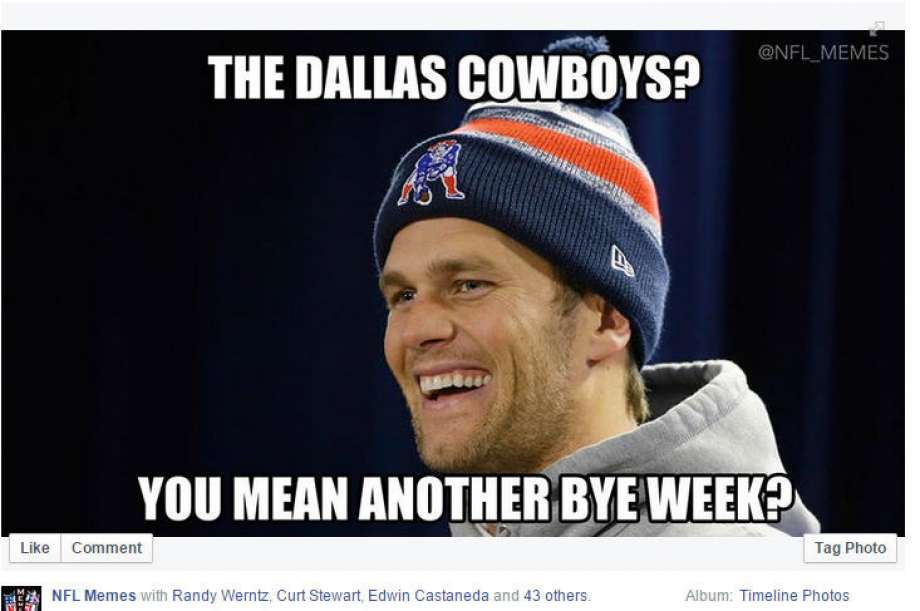 @NFL_MEMES
THE DALLAS COWBOYS?
YOU MEAN ANOTHER BYE WEEK?
Like Comment Tag Photo
NFL Memes with Randy Werntz, Curt Stewart, Edwin Castaneda and 43 others. Album: Timeline Photos